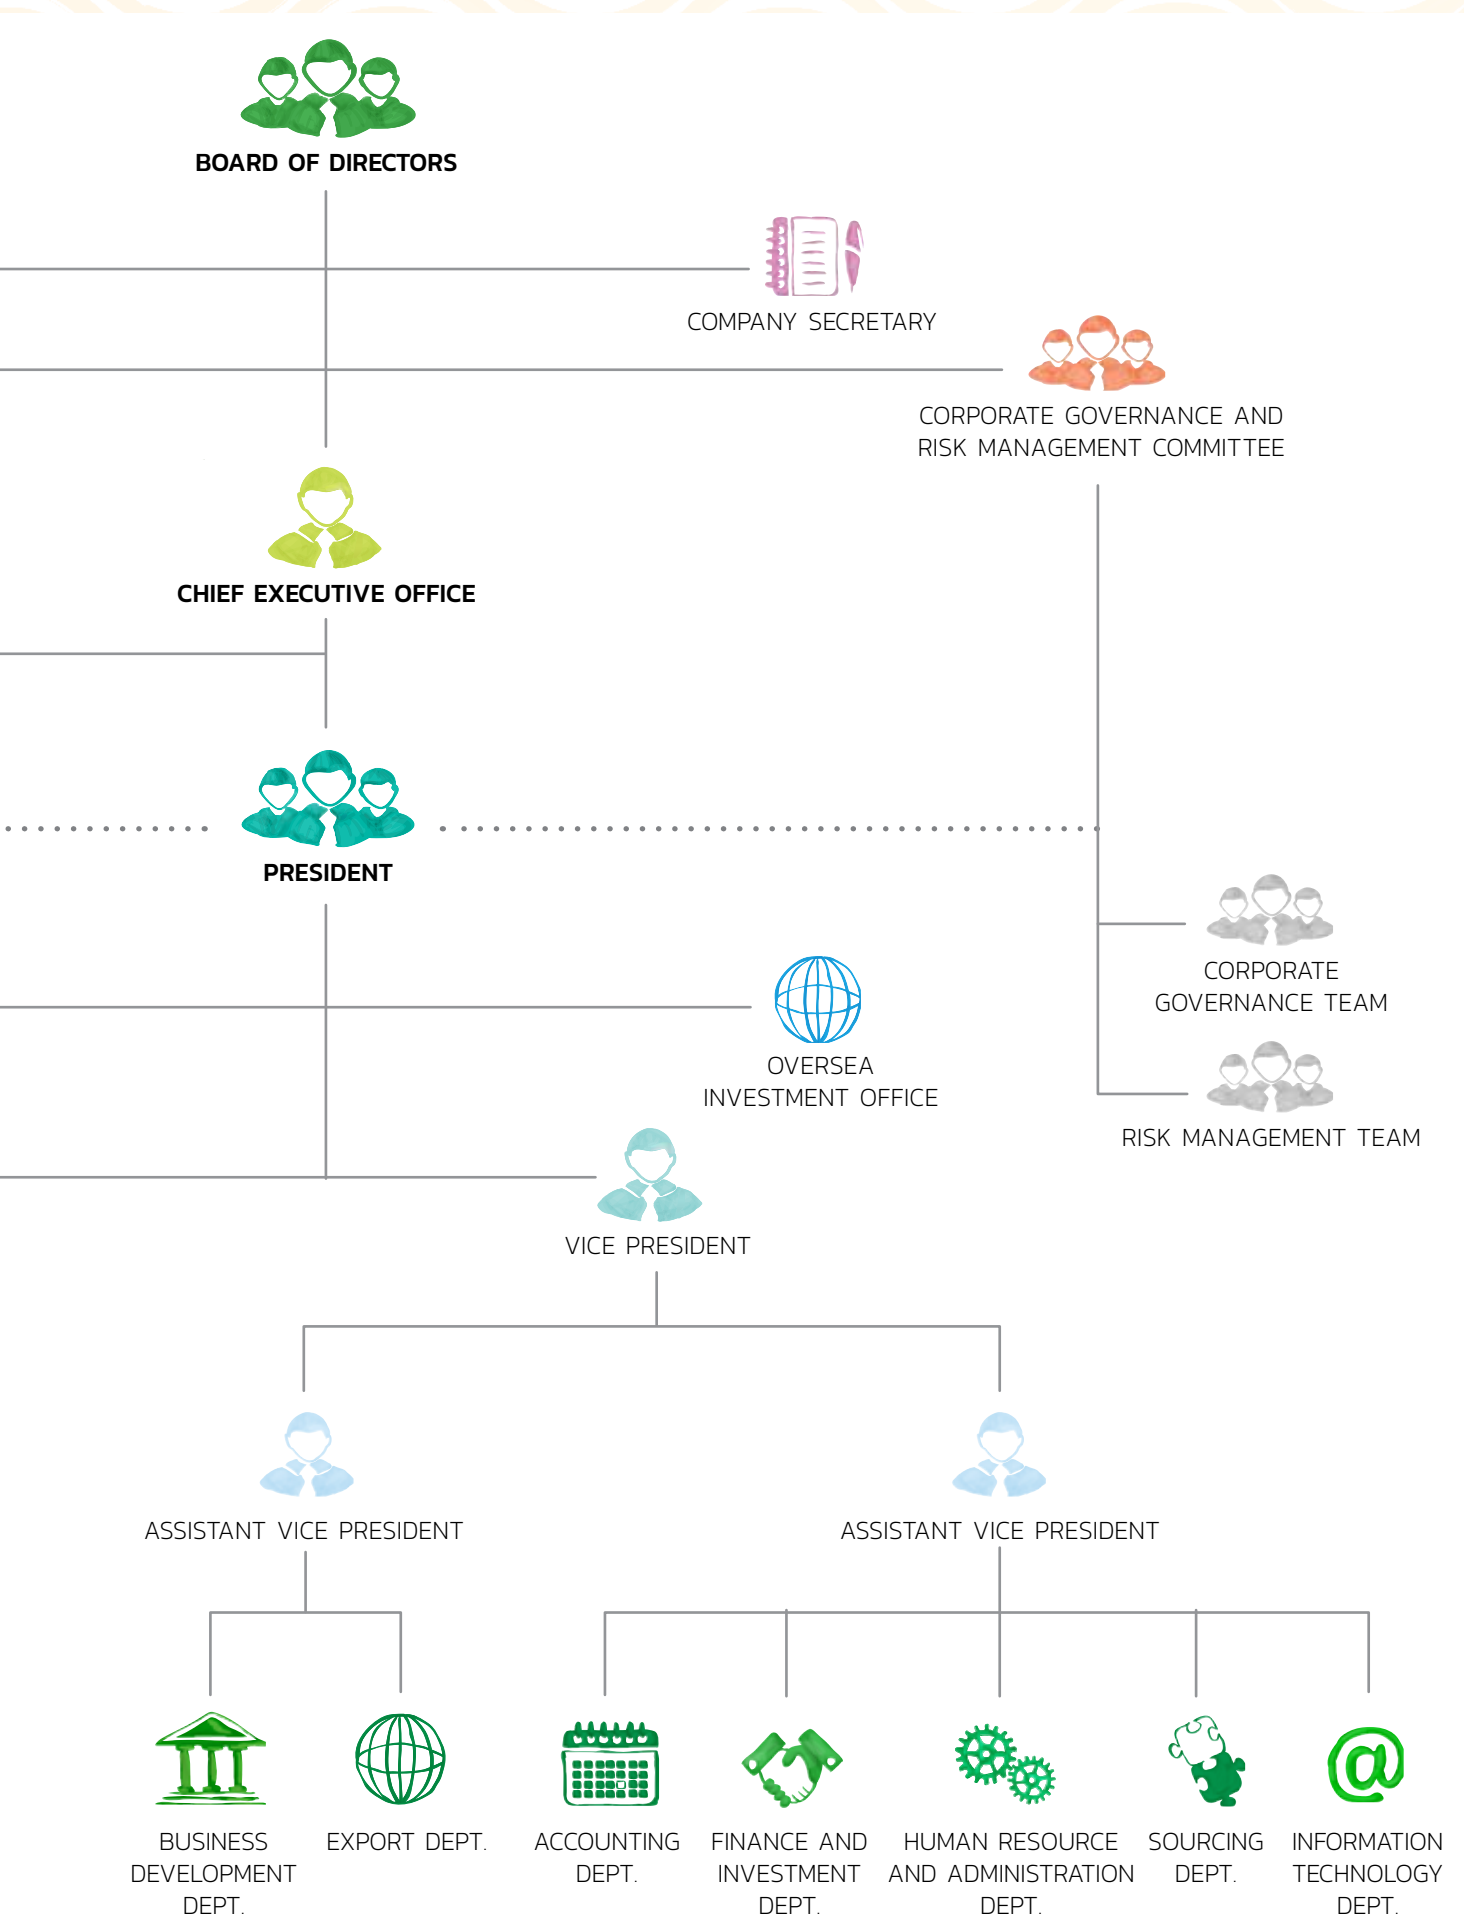 BOARD OF DIRECTORS
COMPANY SECRETARY
CORPORATE GOVERNANCE AND
RISK MANAGEMENT COMMITTEE
CHIEF EXECUTIVE OFFICE
PRESIDENT
CORPORATE
GOVERNANCE TEAM
OVERSEA
INVESTMENT OFFICE
RISK MANAGEMENT TEAM
VICE PRESIDENT
ASSISTANT VICE PRESIDENT
ASSISTANT VICE PRESIDENT
BUSINESS
DEVELOPMENT
DEPT.
EXPORT DEPT.
ACCOUNTING
DEPT.
FINANCE AND
INVESTMENT
DEPT.
HUMAN RESOURCE
AND ADMINISTRATION
DEPT.
SOURCING
DEPT.
INFORMATION
TECHNOLOGY
DEPT.